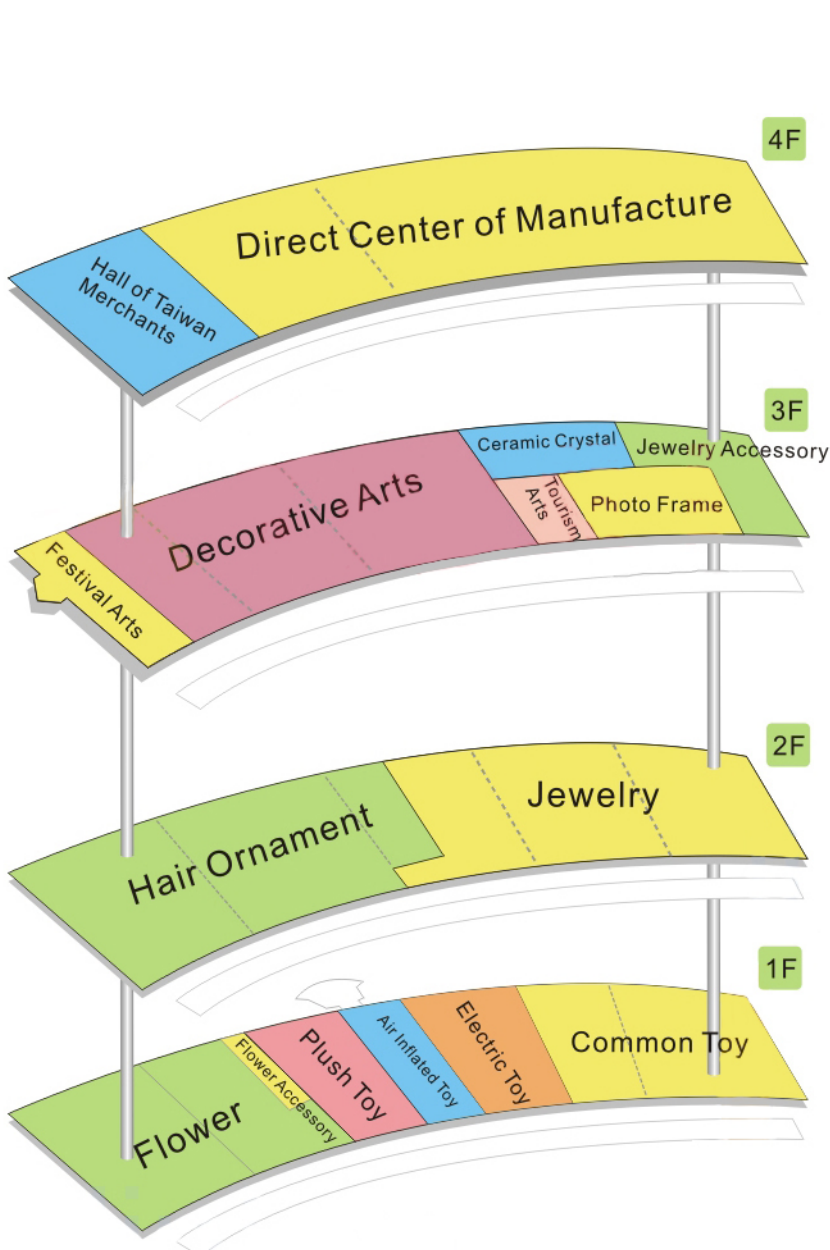 4F
Direct Center of Manufacture
Hall of Taiwan
Merchants
3F
Ceramic Crystal
Jewelry Accessory
Decorative Arts
Tourism
Arts
Photo Frame
Festival Arts
2F
Jewelry
Hair Ornament
1F
Flower
Flower Accessory
Plush Toy
Air Inflated Toy
Electric Toy
Common Toy